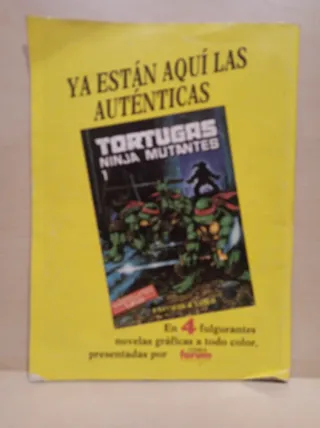 YA ESTÁN AQUÍ LAS
AUTÉNTICAS
TORTUGAS
NINJA MUTANTES
1
En 4 fulgurantes
novelas gráficas a todo color,
presentadas por COMICS forum